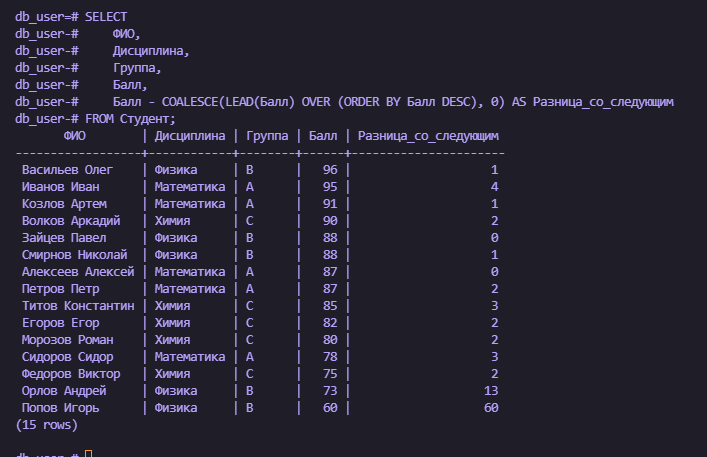 db_user=# SELECT
db_user-#     ФИО,
db_user-#     Дисциплина,
db_user-#     Группа,
db_user-#     Балл,
db_user-#     Балл - COALESCE(LEAD(Балл) OVER (ORDER BY Балл DESC), 0) AS Разница_со_следующим
db_user-# FROM Студент;
       ФИО        | Дисциплина | Группа | Балл | Разница_со_следующим
------------------+------------+--------+------+----------------------
 Васильев Олег    | Физика     | B      |   96 |                    1
 Иванов Иван      | Математика | A      |   95 |                    4
 Козлов Артем     | Математика | A      |   91 |                    1
 Волков Аркадий   | Химия      | C      |   90 |                    2
 Зайцев Павел     | Физика     | B      |   88 |                    0
 Смирнов Николай  | Физика     | B      |   88 |                    1
 Алексеев Алексей | Математика | A      |   87 |                    0
 Петров Петр      | Математика | A      |   87 |                    2
 Титов Константин | Химия      | C      |   85 |                    3
 Егоров Егор      | Химия      | C      |   82 |                    2
 Морозов Роман    | Химия      | C      |   80 |                    2
 Сидоров Сидор    | Математика | A      |   78 |                    3
 Федоров Виктор   | Химия      | C      |   75 |                    2
 Орлов Андрей     | Физика     | B      |   73 |                   13
 Попов Игорь      | Физика     | B      |   60 |                   60
(15 rows)
db_user-#